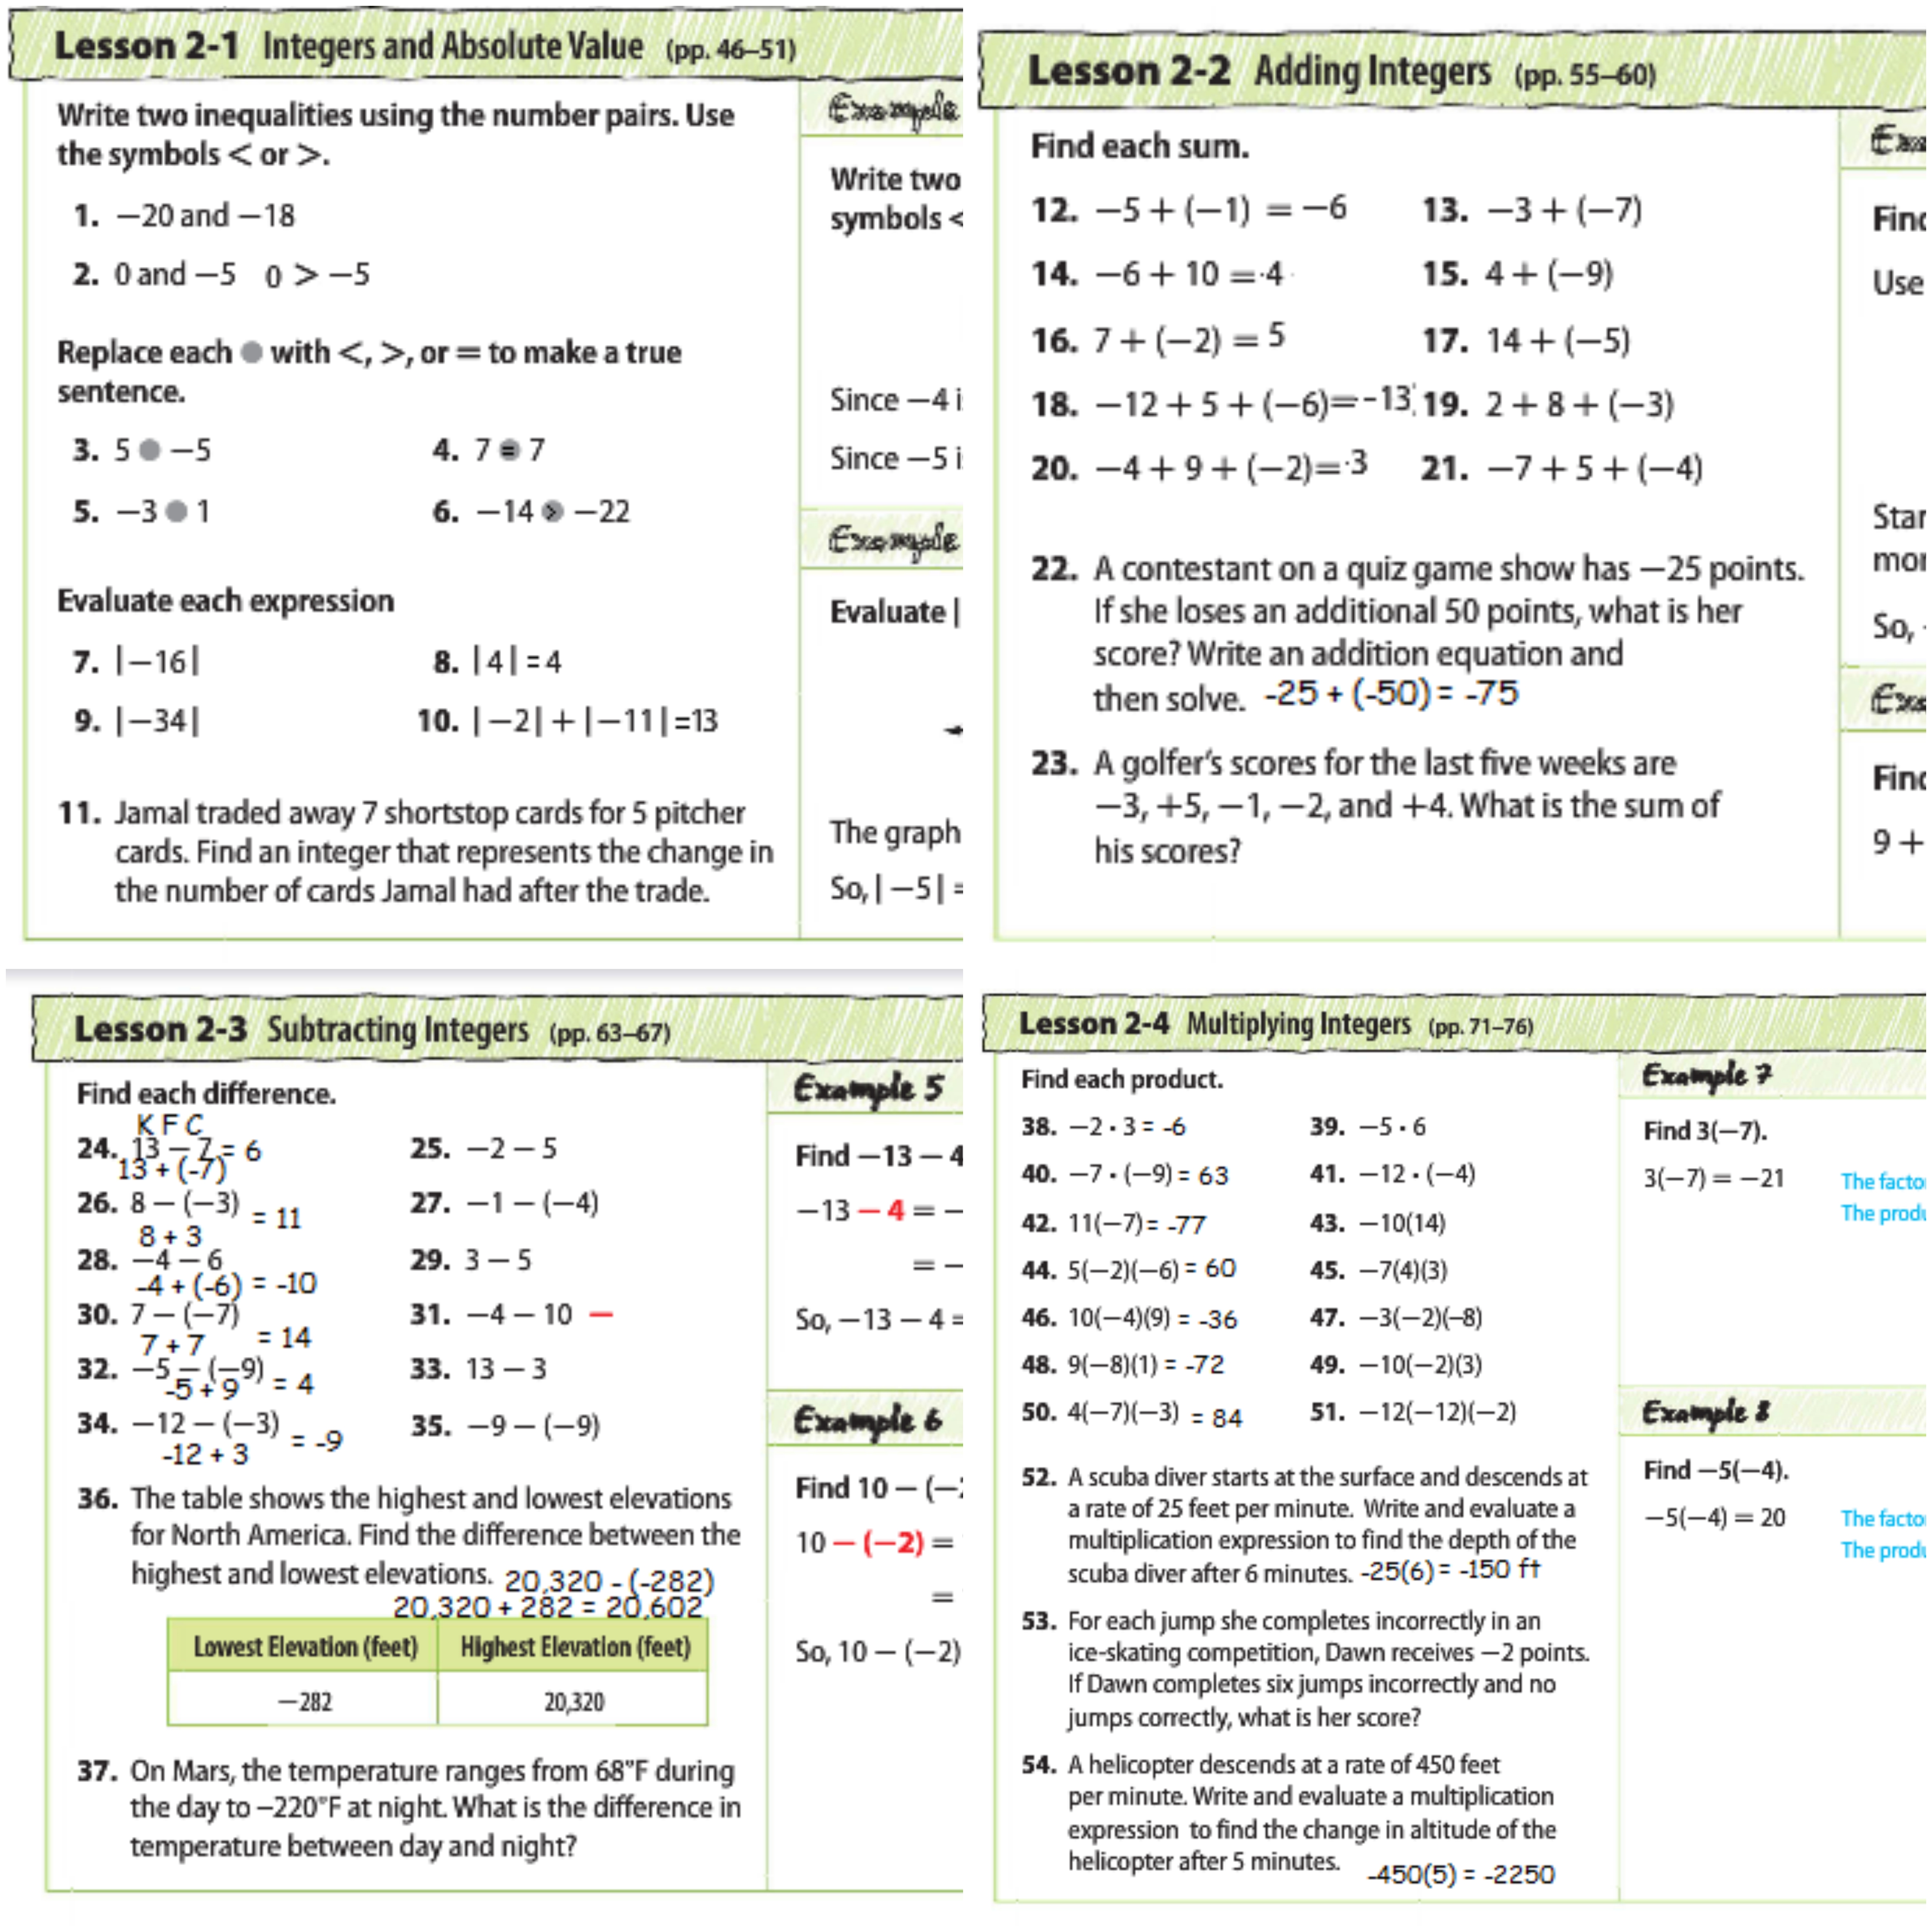 Lesson 2-1 Integers and Absolute Value (pp. 46–51)
Write two inequalities using the number pairs. Use
the symbols < or >.
1. −20 and −18
2. 0 and −5 0 > −5
Replace each ● with <, >, or = to make a true
sentence.
3. 5 ● −5 4. 7 = 7
5. −3 ● 1 6. −14 > −22
Evaluate each expression
7. |−16| 8. |4| = 4
9. |−34| 10. |−2| + |−11| =13
11. Jamal traded away 7 shortstop cards for 5 pitcher
cards. Find an integer that represents the change in
the number of cards Jamal had after the trade.
Example
Write two
symbols <
Since −4 i
Since −5 i
Example
Evaluate |
The graph
So, | −5 | =
Lesson 2-2 Adding Integers (pp. 55–60)
Find each sum.
12. −5 + (−1) = −6 13. −3 + (−7)
14. −6 + 10 = 4 15. 4 + (−9)
16. 7 + (−2) = 5 17. 14 + (−5)
18. −12 + 5 + (−6)= -13 19. 2 + 8 + (−3)
20. −4 + 9 + (−2)= 3 21. −7 + 5 + (−4)
22. A contestant on a quiz game show has −25 points.
If she loses an additional 50 points, what is her
score? Write an addition equation and
then solve. -25 + (-50) = -75
23. A golfer's scores for the last five weeks are
−3, +5, −1, −2, and +4. What is the sum of
his scores?
Exa
Find
Use
Star
mor
So, -
Exa
Find
9 +
Lesson 2-3 Subtracting Integers (pp. 63–67)
Find each difference.
K F C
24. 13 − 7 = 6 25. −2 − 5
13 + (-7)
26. 8 − (−3) = 11 27. −1 − (−4)
8 + 3
28. −4 − 6 29. 3 − 5
-4 + (-6) = -10
30. 7 − (−7) = 14 31. −4 − 10 −
7 + 7
32. −5 − (−9) = 4 33. 13 − 3
-5 + 9
34. −12 − (−3) = -9 35. −9 − (−9)
-12 + 3
36. The table shows the highest and lowest elevations
for North America. Find the difference between the
highest and lowest elevations. 20,320 - (-282)
20,320 + 282 = 20,602
Lowest Elevation (feet) Highest Elevation (feet)
−282 20,320
37. On Mars, the temperature ranges from 68°F during
the day to −220°F at night. What is the difference in
temperature between day and night?
Example 5
Find −13 − 4
−13 − 4 = −
= −
So, −13 − 4 =
Example 6
Find 10 − (−2
10 − (−2) =
=
So, 10 − (−2)
Lesson 2-4 Multiplying Integers (pp. 71–76)
Find each product.
38. −2 • 3 = -6 39. −5 • 6
40. −7 • (−9) = 63 41. −12 • (−4)
42. 11(−7) = -77 43. −10(14)
44. 5(−2)(−6) = 60 45. −7(4)(3)
46. 10(−4)(9) = -36 47. −3(−2)(−8)
48. 9(−8)(1) = -72 49. −10(−2)(3)
50. 4(−7)(−3) = 84 51. −12(−12)(−2)
52. A scuba diver starts at the surface and descends at
a rate of 25 feet per minute. Write and evaluate a
multiplication expression to find the depth of the
scuba diver after 6 minutes. -25(6) = -150 ft
53. For each jump she completes incorrectly in an
ice-skating competition, Dawn receives −2 points.
If Dawn completes six jumps incorrectly and no
jumps correctly, what is her score?
54. A helicopter descends at a rate of 450 feet
per minute. Write and evaluate a multiplication
expression to find the change in altitude of the
helicopter after 5 minutes. -450(5) = -2250
Example 7
Find 3(−7).
3(−7) = −21 The facto
The produ
Example 8
Find −5(−4).
−5(−4) = 20 The facto
The produ